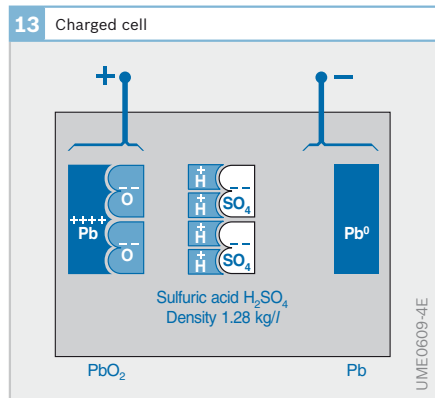 13 Charged cell
+ −
++++
Pb
−−
O
−−
O
+
H
+
H
−−
SO₄
+
H
+
H
−−
SO₄
Pb⁰
Sulfuric acid H₂SO₄
Density 1.28 kg/l
PbO₂ Pb
UME0609-4E